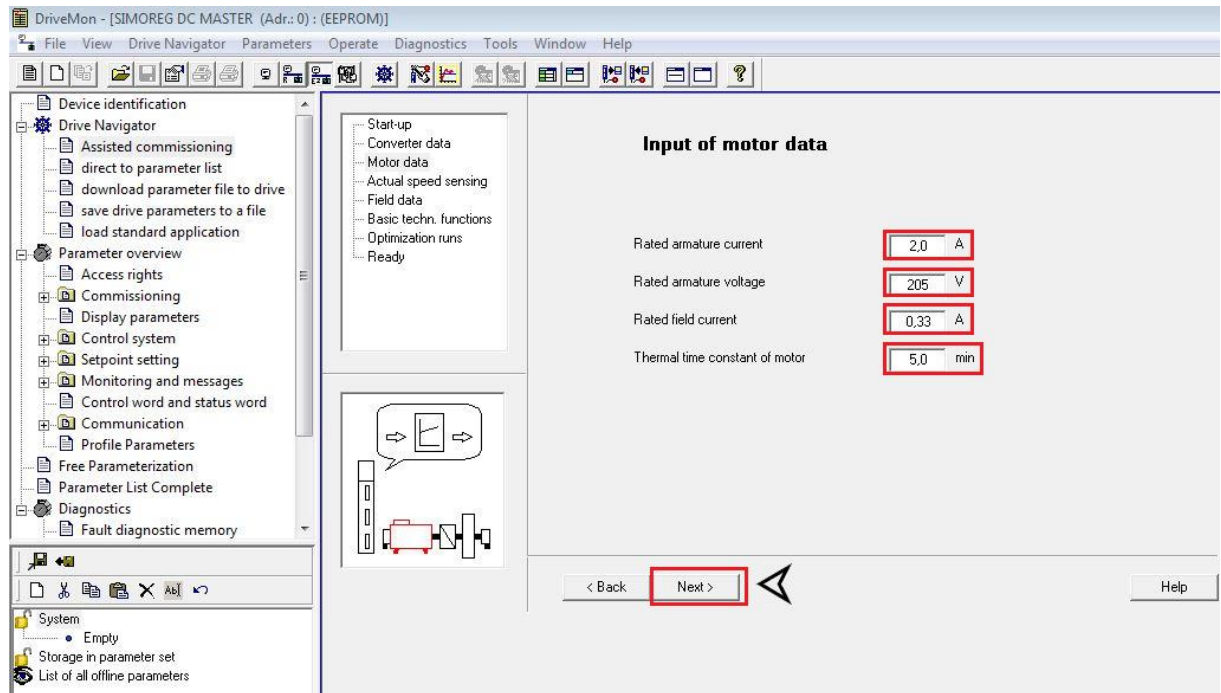 DriveMon - [SIMOREG DC MASTER (Adr.: 0) : (EEPROM)]
File View Drive Navigator Parameters Operate Diagnostics Tools Window Help
Device identification
Drive Navigator
Assisted commissioning
direct to parameter list
download parameter file to drive
save drive parameters to a file
load standard application
Parameter overview
Access rights
Commissioning
Display parameters
Control system
Setpoint setting
Monitoring and messages
Control word and status word
Communication
Profile Parameters
Free Parameterization
Parameter List Complete
Diagnostics
Fault diagnostic memory
System
Empty
Storage in parameter set
List of all offline parameters
Start-up
Converter data
Motor data
Actual speed sensing
Field data
Basic techn. functions
Optimization runs
Ready
Input of motor data
Rated armature current 2,0 A
Rated armature voltage 205 V
Rated field current 0,33 A
Thermal time constant of motor 5,0 min
< Back Next > Help